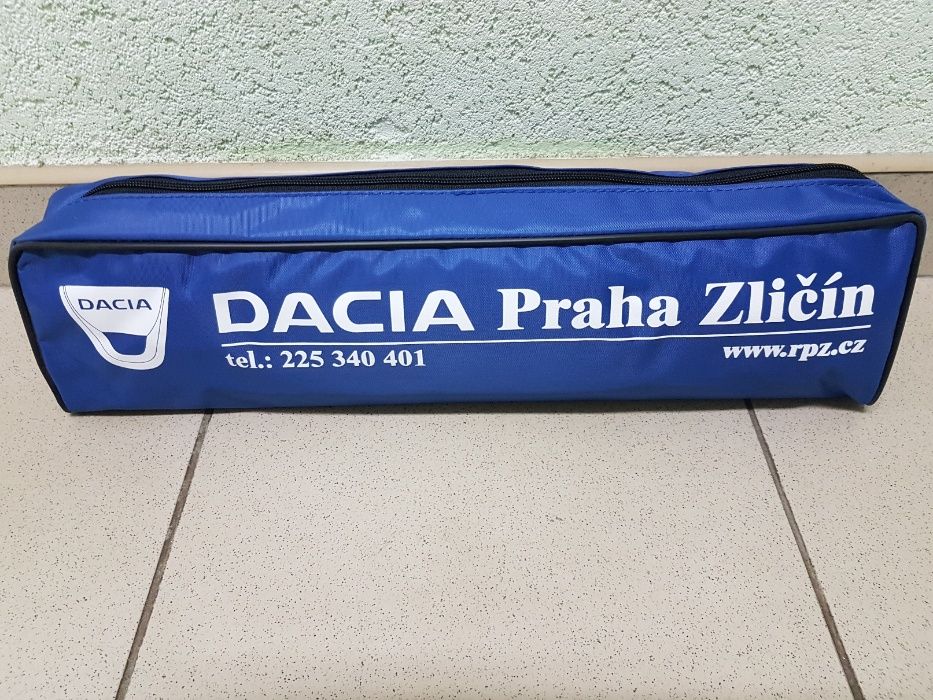 DACIA
DACIA Praha Zličín
tel.: 225 340 401
www.rpz.cz